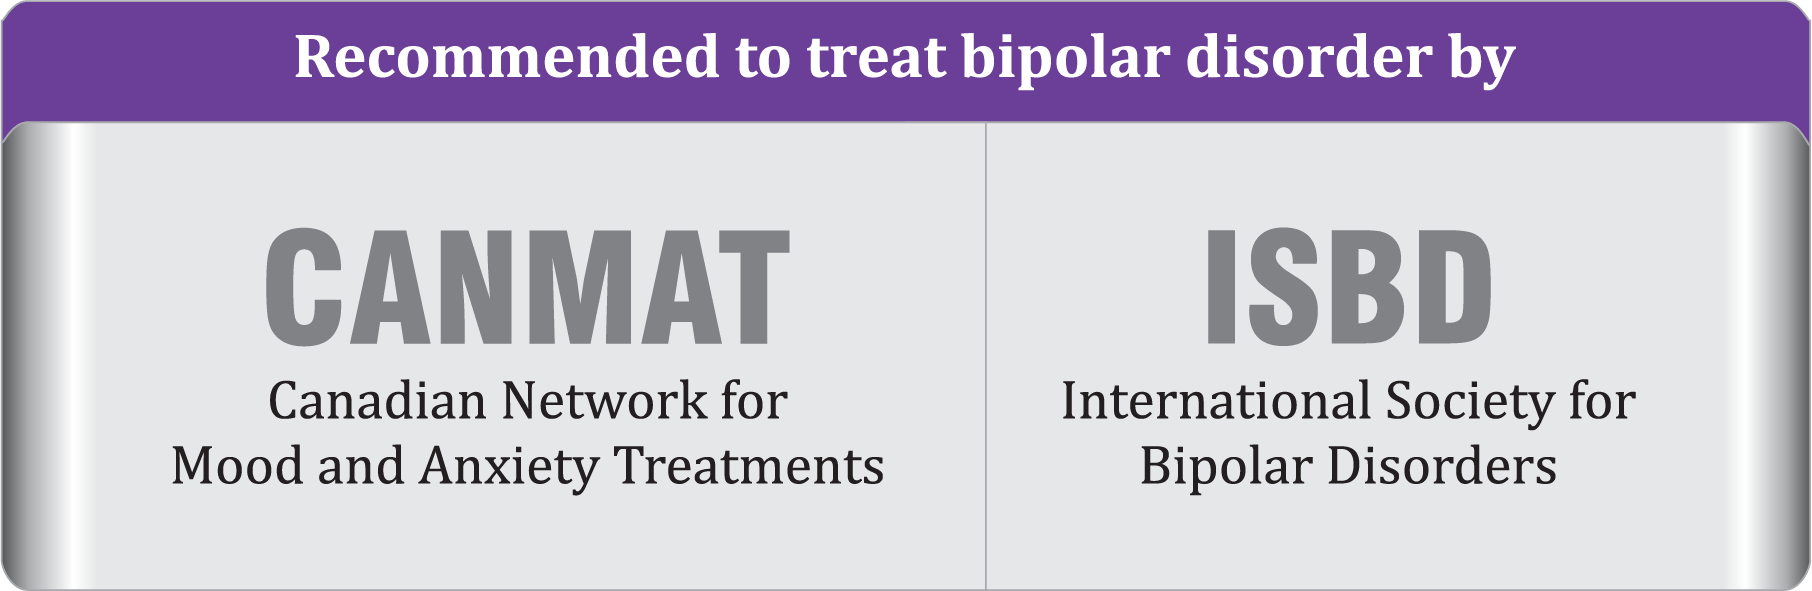 Recommended to treat bipolar disorder by
CANMAT
Canadian Network for
Mood and Anxiety Treatments
ISBD
International Society for
Bipolar Disorders